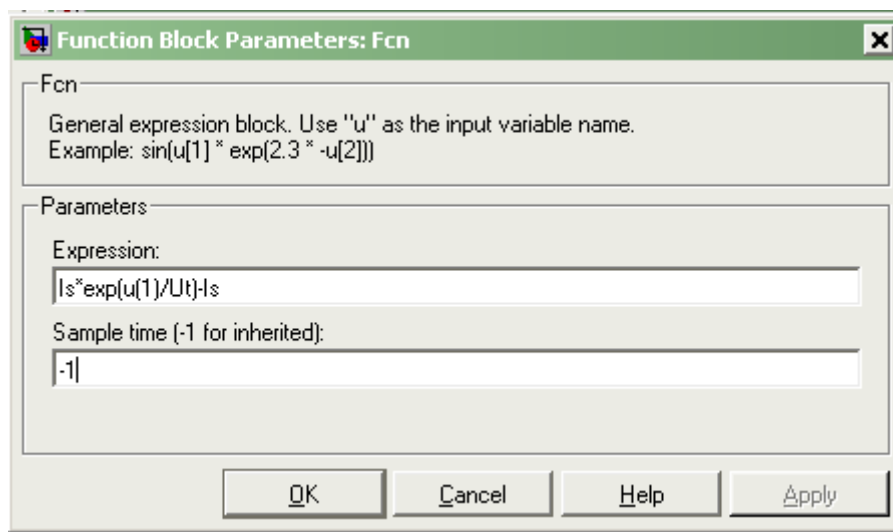 Function Block Parameters: Fcn
Fcn
General expression block. Use "u" as the input variable name.
Example: sin(u[1] * exp(2.3 * -u[2]))
Parameters
Expression:
Is*exp(u(1)/Ut)-Is
Sample time (-1 for inherited):
-1
OK
Cancel
Help
Apply